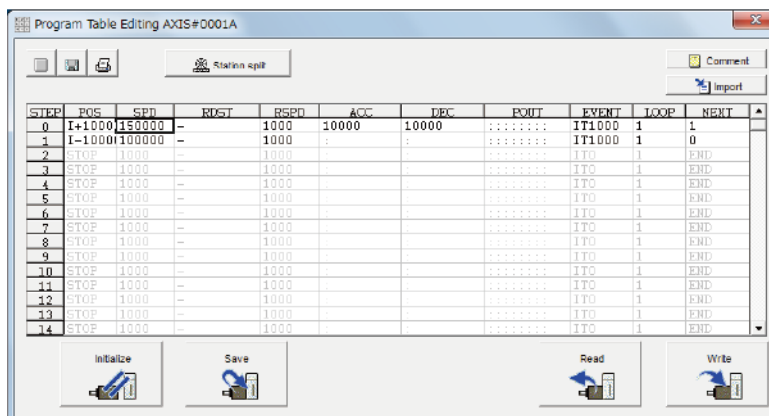 Program Table Editing AXIS#0001A
Station split
Comment
Import
STEP POS SPD RDST RSPD ACC DEC POUT EVENT LOOP NEXT
0 I+1000 150000 - 1000 10000 10000 : : : : : : : : IT1000 1 1
1 I-1000 100000 - 1000 : : : : : : : : : : IT1000 1 0
2 STOP 1000 - 1000 : : : : : : : : : : IT0 1 END
3 STOP 1000 - 1000 : : : : : : : : : : IT0 1 END
4 STOP 1000 - 1000 : : : : : : : : : : IT0 1 END
5 STOP 1000 - 1000 : : : : : : : : : : IT0 1 END
6 STOP 1000 - 1000 : : : : : : : : : : IT0 1 END
7 STOP 1000 - 1000 : : : : : : : : : : IT0 1 END
8 STOP 1000 - 1000 : : : : : : : : : : IT0 1 END
9 STOP 1000 - 1000 : : : : : : : : : : IT0 1 END
10 STOP 1000 - 1000 : : : : : : : : : : IT0 1 END
11 STOP 1000 - 1000 : : : : : : : : : : IT0 1 END
12 STOP 1000 - 1000 : : : : : : : : : : IT0 1 END
13 STOP 1000 - 1000 : : : : : : : : : : IT0 1 END
14 STOP 1000 - 1000 : : : : : : : : : : IT0 1 END
Initialize Save Read Write